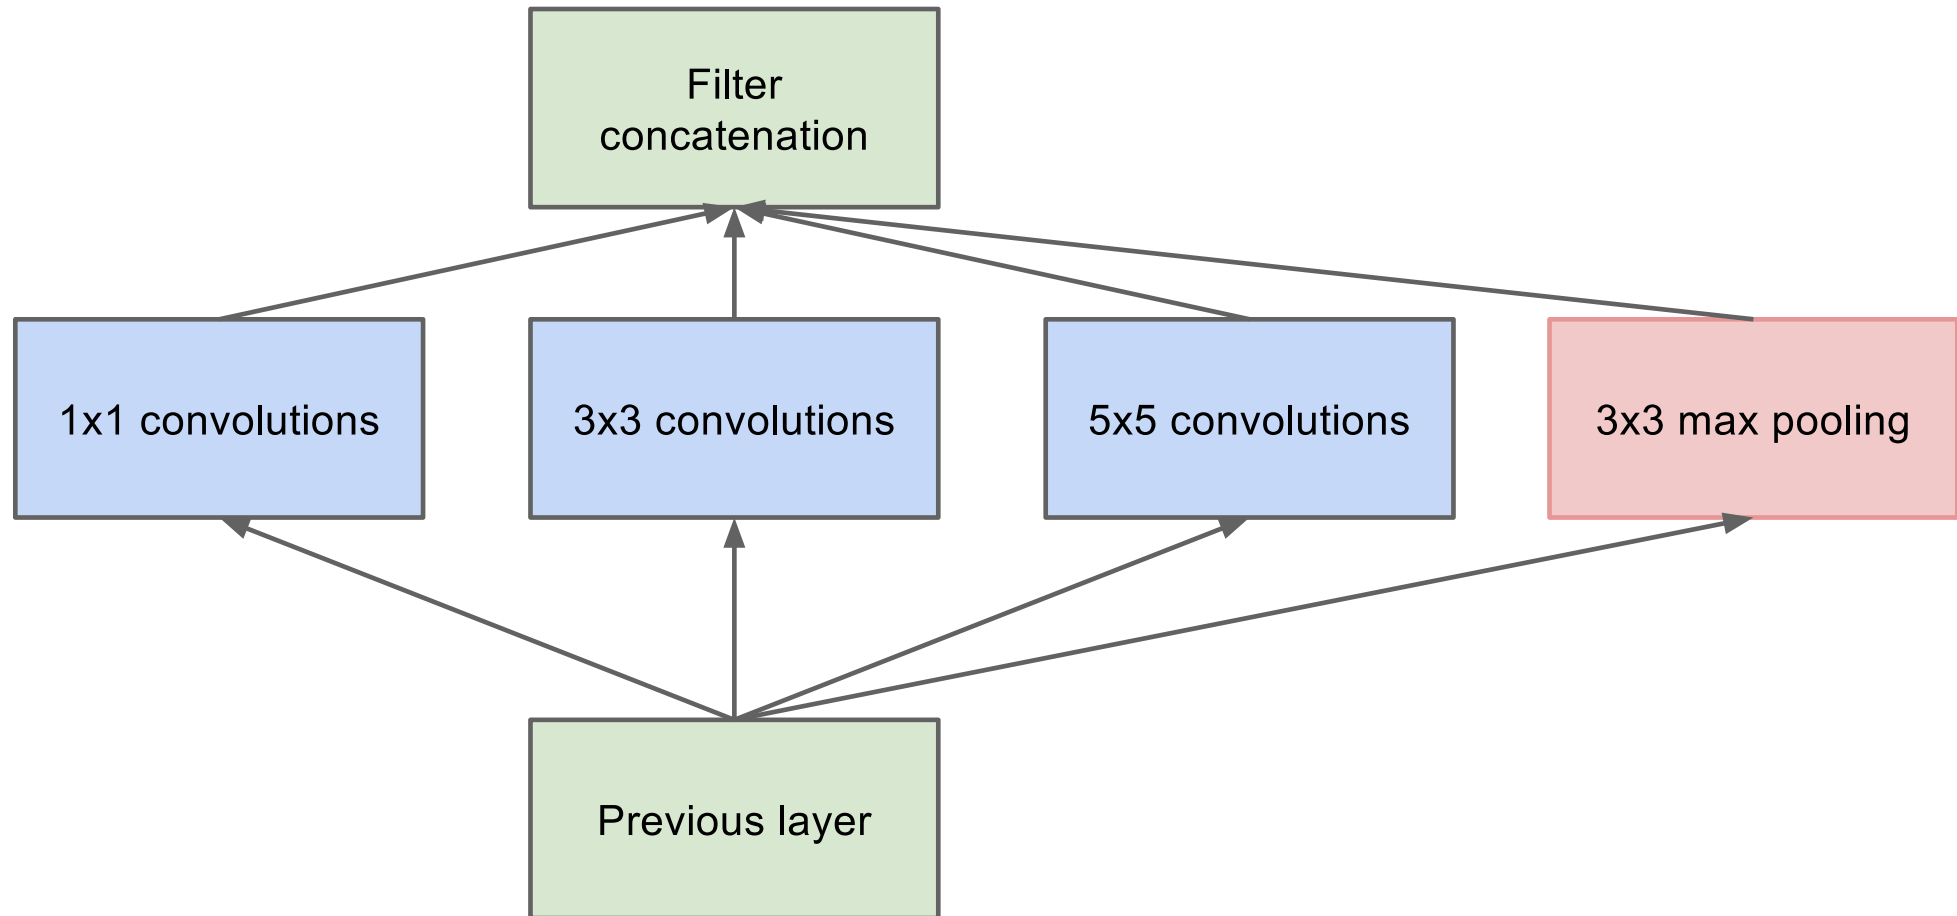 Filter
concatenation
1x1 convolutions
3x3 convolutions
5x5 convolutions
3x3 max pooling
Previous layer